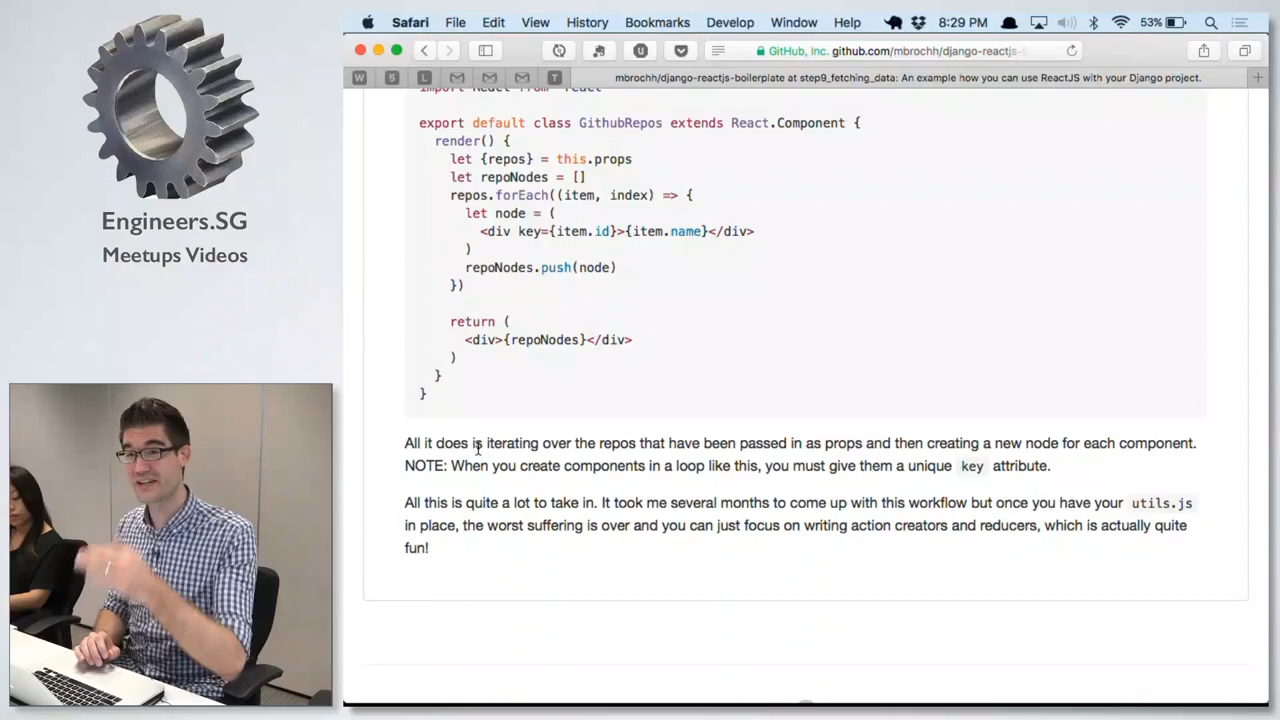 Engineers.SG
Meetups Videos
Safari File Edit View History Bookmarks Develop Window Help 8:29 PM 53%
GitHub, Inc. github.com/mbrochh/django-reactjs-
W 5 L T mbrochh/django-reactjs-boilerplate at step9_fetching_data: An example how you can use ReactJS with your Django project.
import React from "react"
export default class GithubRepos extends React.Component {
render() {
let {repos} = this.props
let repoNodes = []
repos.forEach((item, index) => {
let node = (
<div key={item.id}>{item.name}</div>
)
repoNodes.push(node)
})
return (
<div>{repoNodes}</div>
)
}
}
All it does is iterating over the repos that have been passed in as props and then creating a new node for each component.
NOTE: When you create components in a loop like this, you must give them a unique key attribute.
All this is quite a lot to take in. It took me several months to come up with this workflow but once you have your utils.js
in place, the worst suffering is over and you can just focus on writing action creators and reducers, which is actually quite
fun!